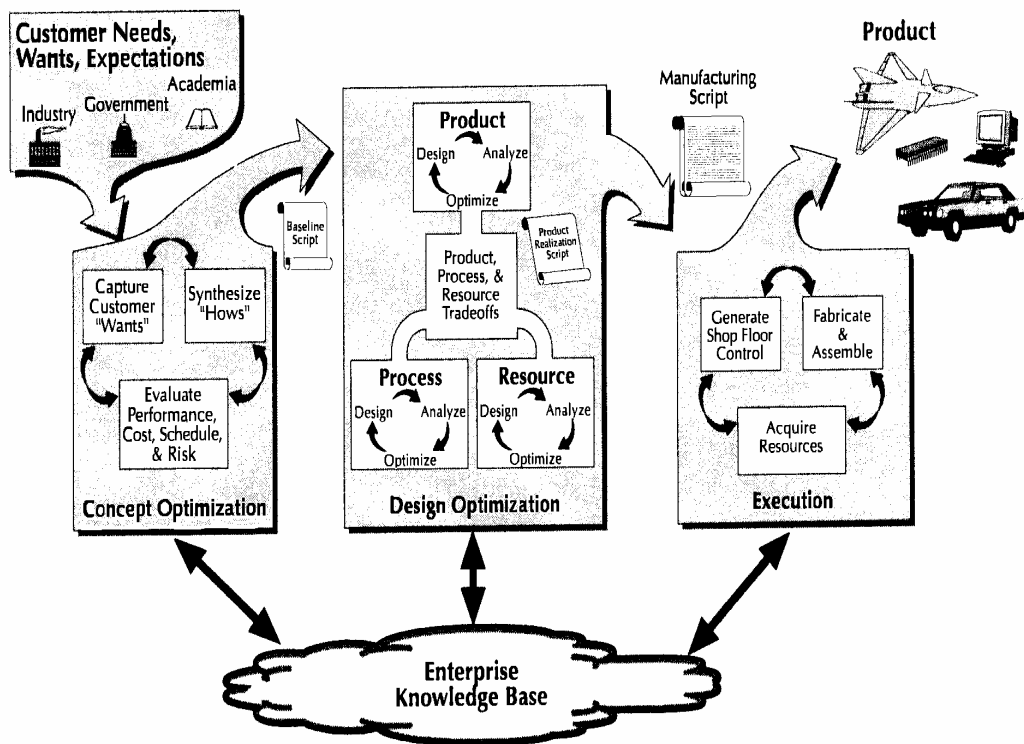 Customer Needs,
Wants, Expectations
Academia
Government
Industry
Capture
Customer
"Wants"
Synthesize
"Hows"
Evaluate
Performance,
Cost, Schedule,
& Risk
Concept Optimization
Baseline
Script
Product
Design
Analyze
Optimize
Product,
Process, &
Resource
Tradeoffs
Product
Realization
Script
Process
Design
Analyze
Optimize
Resource
Design
Analyze
Optimize
Design Optimization
Manufacturing
Script
Generate
Shop Floor
Control
Fabricate
&
Assemble
Acquire
Resources
Execution
Product
Enterprise
Knowledge Base